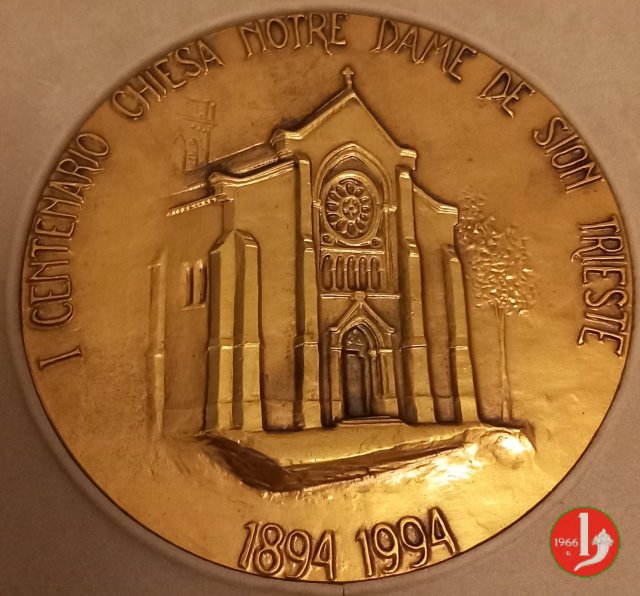 I CENTENARIO CHIESA NOTRE DAME DE SION TRIESTE
1894 1994
1966
R